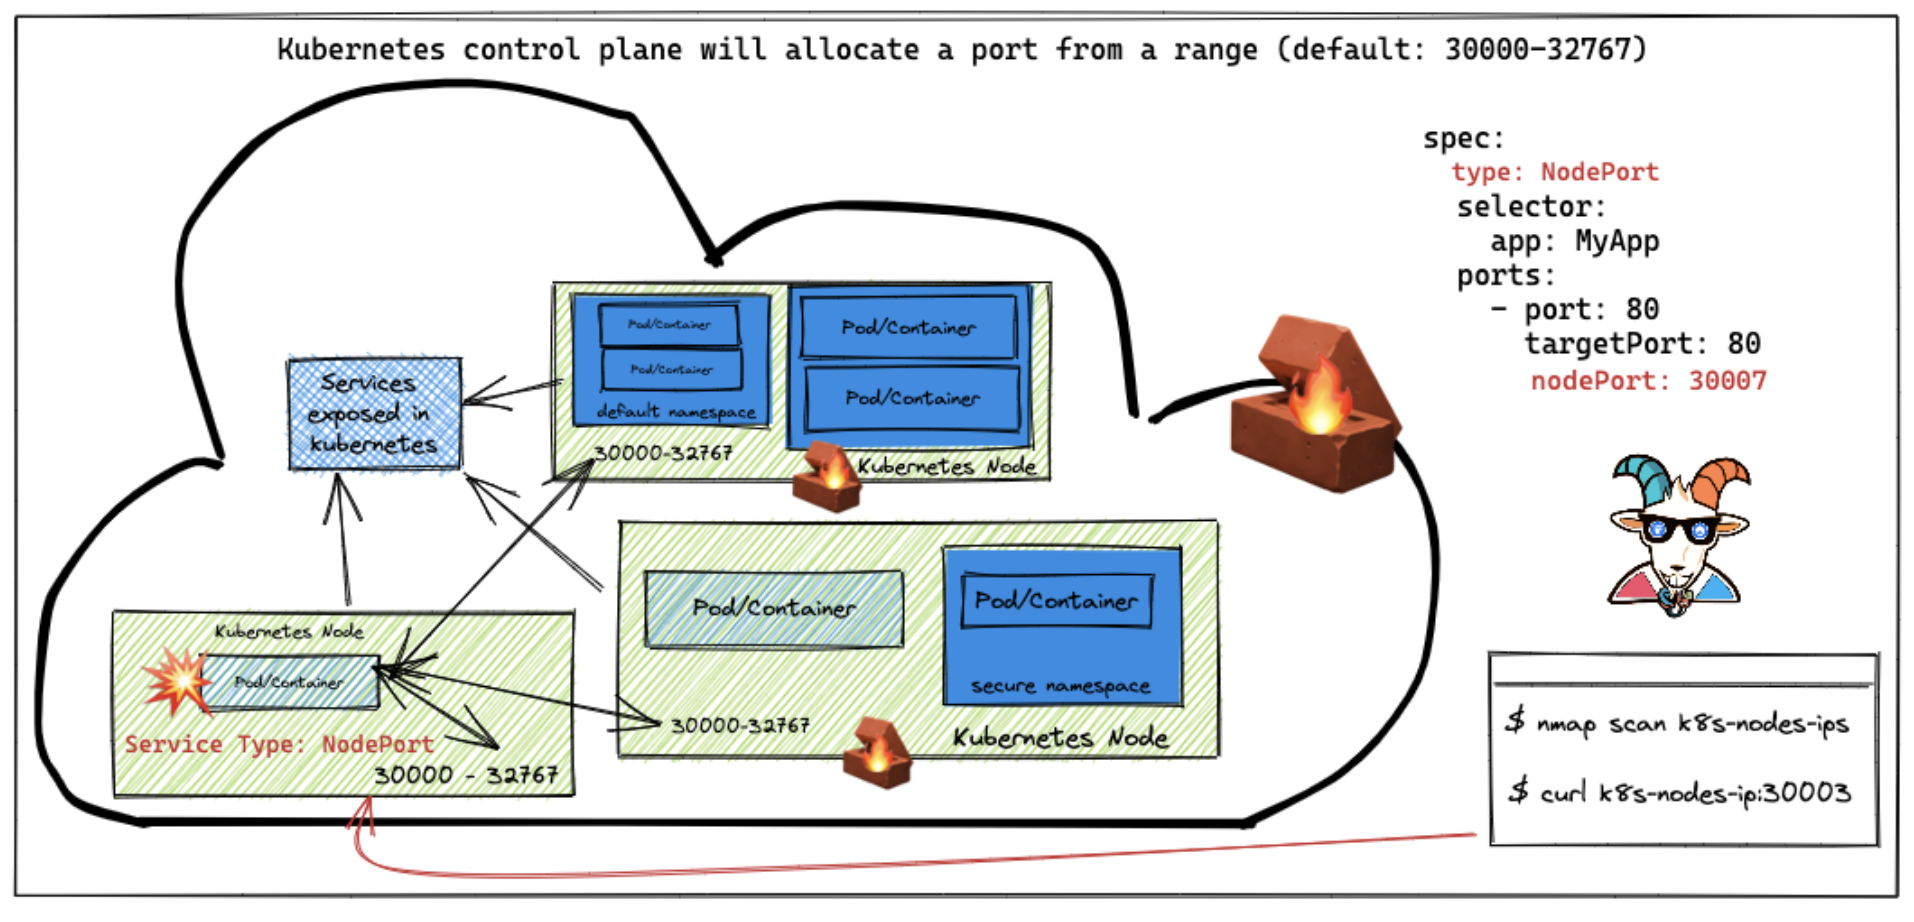 Kubernetes control plane will allocate a port from a range (default: 30000-32767)
spec:
type: NodePort
selector:
app: MyApp
ports:
- port: 80
targetPort: 80
nodePort: 30007
Pod/Container
Pod/Container
default namespace
30000-32767
Pod/Container
Pod/Container
Kubernetes Node
Services
exposed in
kubernetes
Pod/Container
30000-32767
Pod/Container
secure namespace
Kubernetes Node
Kubernetes Node
Pod/Container
Service Type: NodePort
30000 - 32767
$ nmap scan k8s-nodes-ips
$ curl k8s-nodes-ip:30003